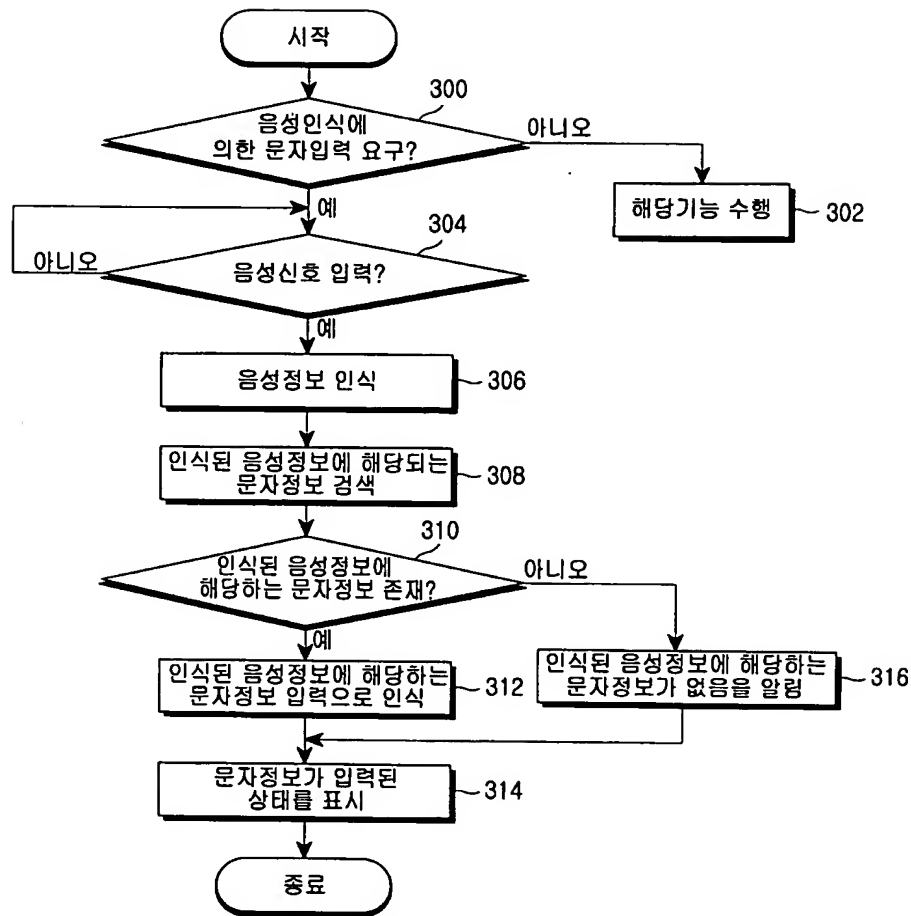 시작
300
음성인식에
의한 문자입력 요구?
아니오
예
해당기능 수행
302
304
아니오
음성신호 입력?
예
음성정보 인식
306
인식된 음성정보에 해당되는
문자정보 검색
308
310
인식된 음성정보에
해당하는 문자정보 존재?
아니오
예
인식된 음성정보에 해당하는
문자정보 입력으로 인식
312
인식된 음성정보에 해당하는
문자정보가 없음을 알림
316
문자정보가 입력된
상태를 표시
314
종료